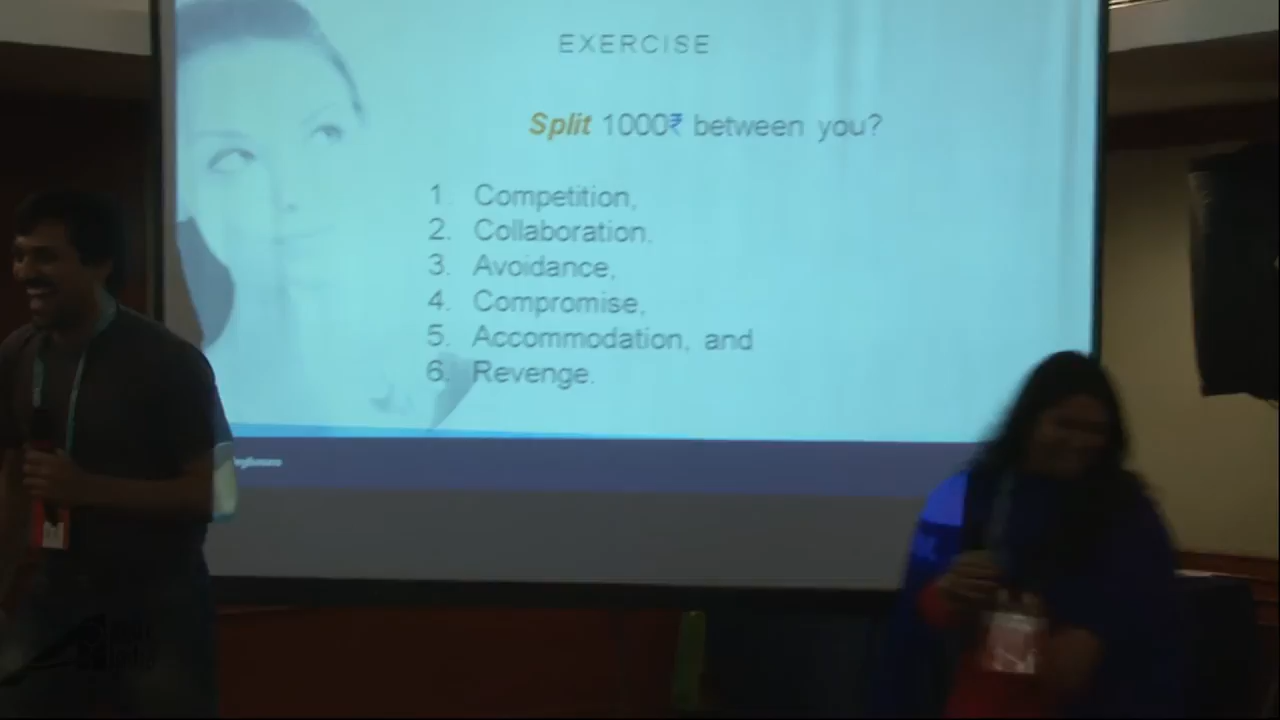 EXERCISE
Split 1000₹ between you?
1. Competition,
2. Collaboration.
3. Avoidance,
4. Compromise,
5. Accommodation, and
6. Revenge.